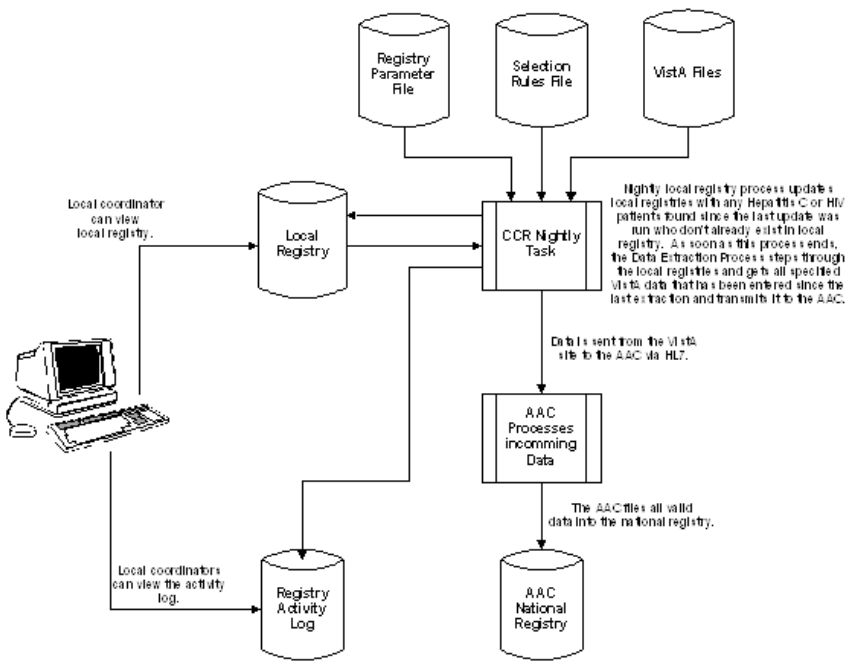 Registry
Parameter
File
Selection
Rules File
VistA Files
Local coordinator
can view
local registry.
Local
Registry
CCR Nightly
Task
Nightly local registry process updates
local registries with any Hepatitis C or HIV
patients found since the last update was
run who don't already exist in local
registry. As soon as this process sends,
the Data Extraction Process steps through
the local registries and gets all specified
VistA data that has been entered since the
last extraction and transmits it to the AAC.
Data is sent from the VistA
site to the AAC via HL7.
AAC
Processes
incomming
Data
The AAC files all valid
data into the national registry.
Local coordinators
can view the activity
log.
Registry
Activity
Log
AAC
National
Registry